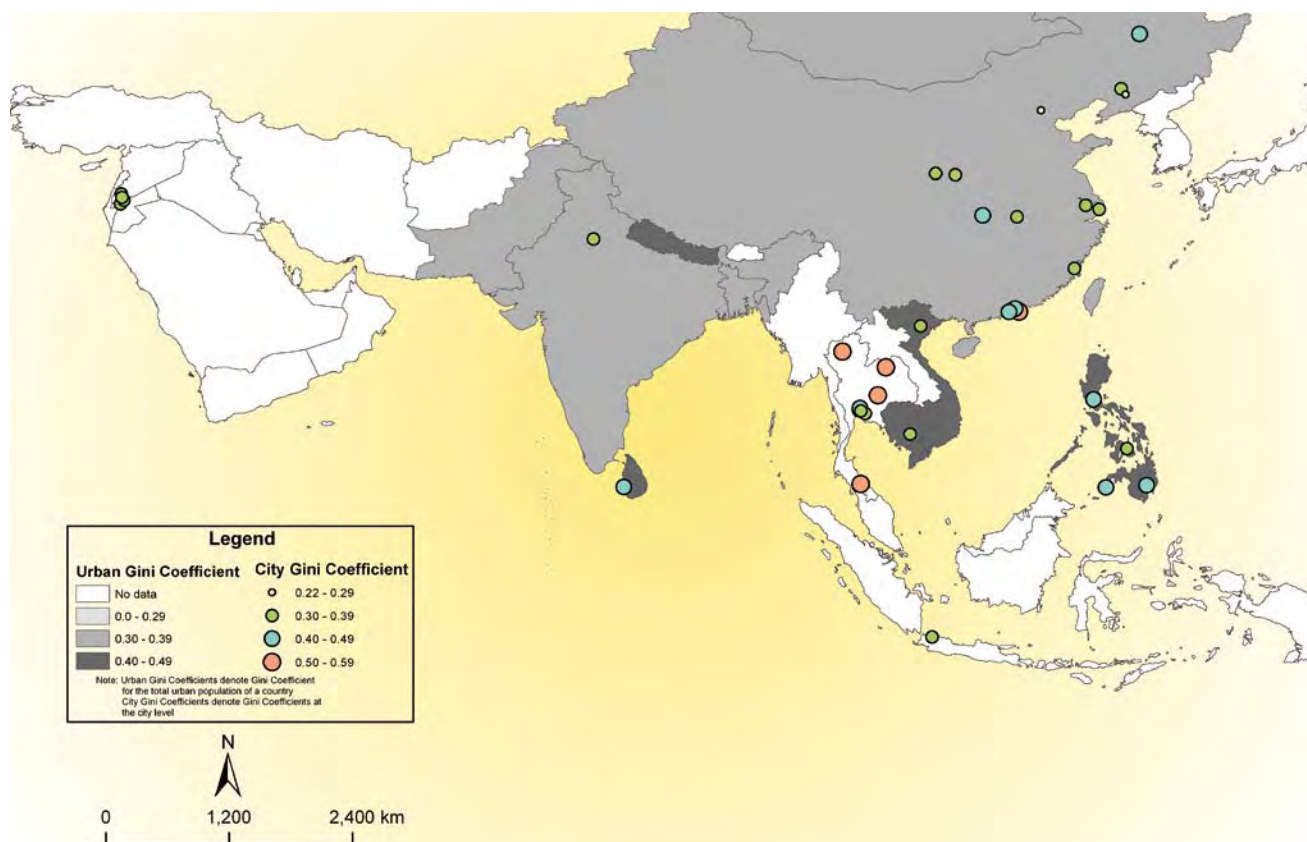 Legend
Urban Gini Coefficient
No data
0.0 - 0.29
0.30 - 0.39
0.40 - 0.49
City Gini Coefficient
0.22 - 0.29
0.30 - 0.39
0.40 - 0.49
0.50 - 0.59
Note: Urban Gini Coefficients denote Gini Coefficient
for the total urban population of a country
City Gini Coefficients denote Gini Coefficients at
the city level
N
0 1,200 2,400 km